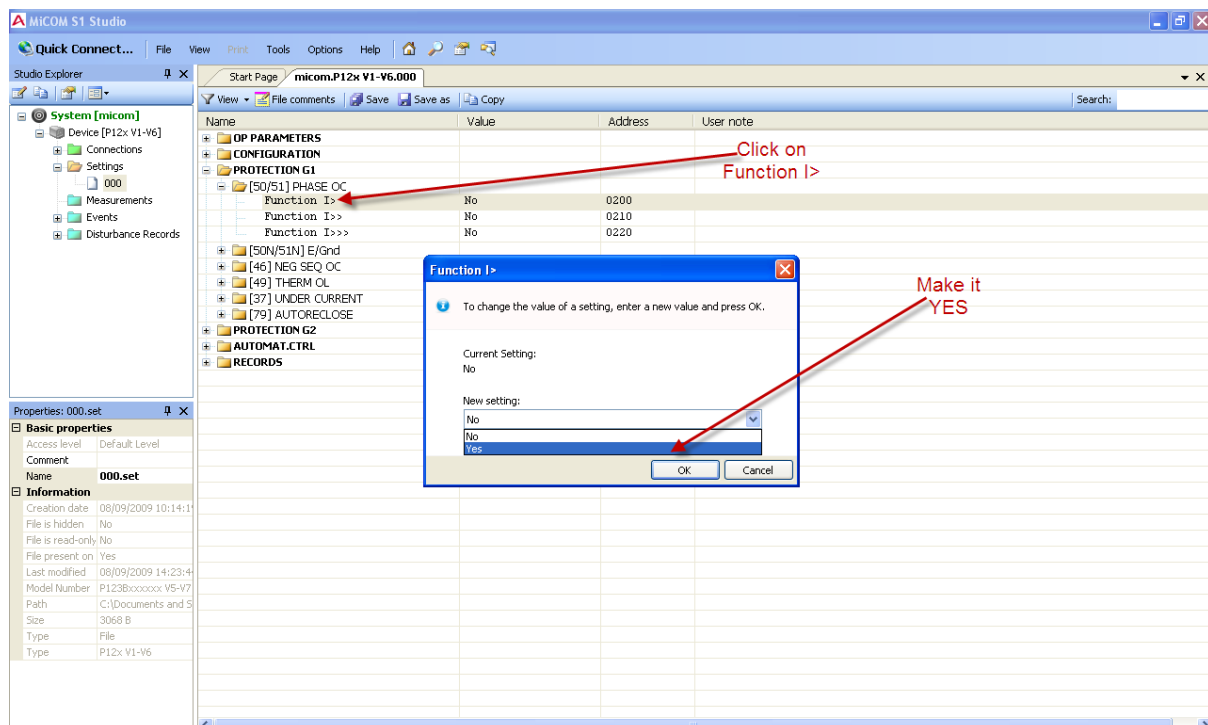 MiCOM S1 Studio
Quick Connect... File View Print Tools Options Help
Studio Explorer
Start Page micom.P12x V1-V6.000
View File comments Save Save as Copy Search:
System [micom]
Device [P12x V1-V6]
Connections
Settings
000
Measurements
Events
Disturbance Records
Name Value Address User note
OP PARAMETERS
CONFIGURATION
PROTECTION G1
[50/51] PHASE OC
Function I> No 0200
Function I>> No 0210
Function I>>> No 0220
[50N/51N] E/Gnd
[46] NEG SEQ OC
[49] THERM OL
[37] UNDER CURRENT
[79] AUTORECLOSE
PROTECTION G2
AUTOMAT.CTRL
RECORDS
Click on
Function I>
Function I>
To change the value of a setting, enter a new value and press OK.
Current Setting:
No
New setting:
No
No
Yes
OK Cancel
Make it
YES
Properties: 000.set
Basic properties
Access level Default Level
Comment
Name 000.set
Information
Creation date 08/09/2009 10:14:1
File is hidden No
File is read-only No
File present on Yes
Last modified 08/09/2009 14:23:4
Model Number P123Bxxxxxx V5-V7
Path C:\Documents and S
Size 3068 B
Type File
Type P12x V1-V6